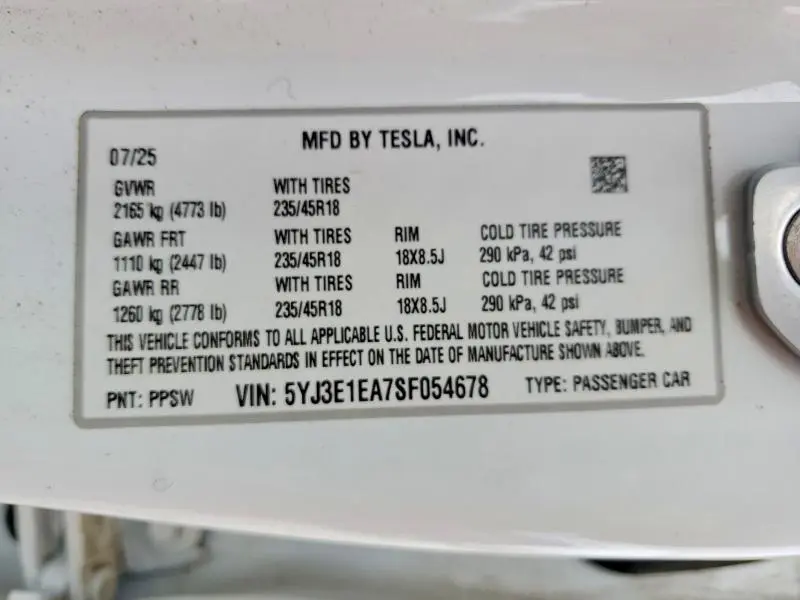 MFD BY TESLA, INC.
07/25
GVWR WITH TIRES
2165 kg (4773 lb) 235/45R18
GAWR FRT WITH TIRES RIM COLD TIRE PRESSURE
1110 kg (2447 lb) 235/45R18 18X8.5J 290 kPa, 42 psi
GAWR RR WITH TIRES RIM COLD TIRE PRESSURE
1260 kg (2778 lb) 235/45R18 18X8.5J 290 kPa, 42 psi
THIS VEHICLE CONFORMS TO ALL APPLICABLE U.S. FEDERAL MOTOR VEHICLE SAFETY, BUMPER, AND
THEFT PREVENTION STANDARDS IN EFFECT ON THE DATE OF MANUFACTURE SHOWN ABOVE.
PNT: PPSW VIN: 5YJ3E1EA7SF054678 TYPE: PASSENGER CAR